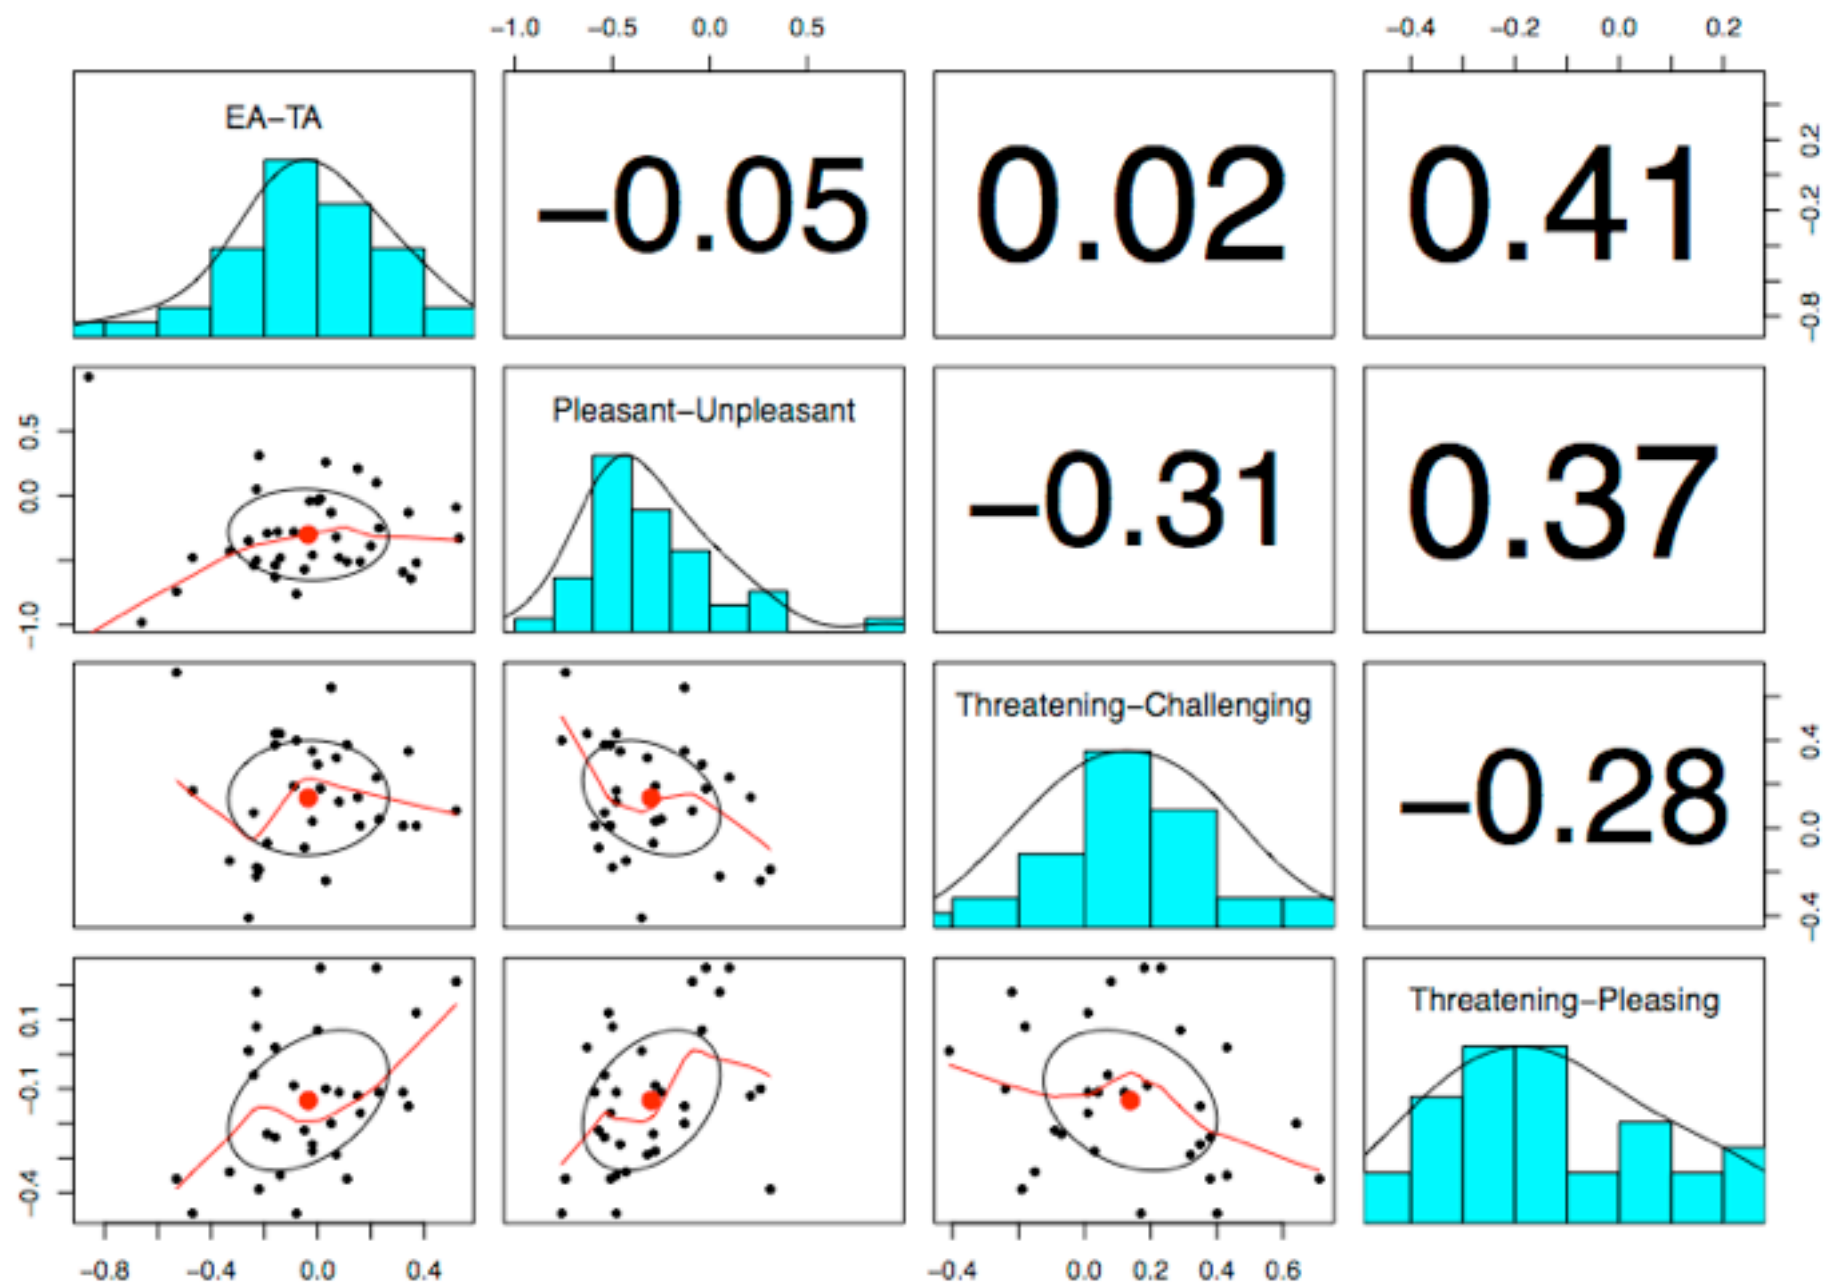 −1.0 −0.5 0.0 0.5
−0.4 −0.2 0.0 0.2
EA−TA
−0.05
0.02
0.41
0.2
−0.2
−0.8
0.5
0.0
−1.0
Pleasant−Unpleasant
−0.31
0.37
Threatening−Challenging
−0.28
0.4
0.0
−0.4
0.1
−0.1
−0.4
Threatening−Pleasing
−0.8 −0.4 0.0 0.4
−0.4 0.0 0.2 0.4 0.6